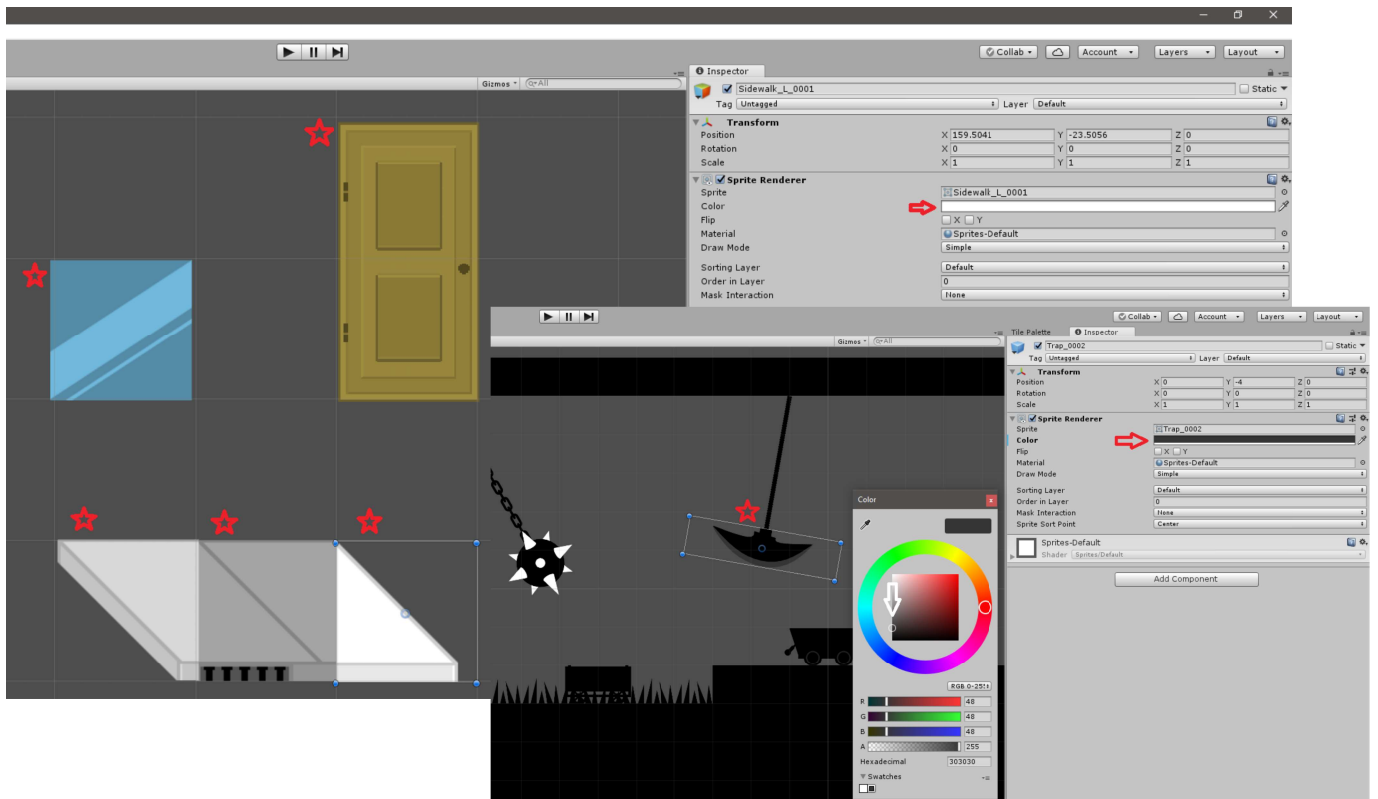 Collab Account Layers Layout
Inspector
Gizmos All
Sidewalk_L_0001 Static
Tag Untagged Layer Default
Transform
Position X 159.5041 Y -23.5056 Z 0
Rotation X 0 Y 0 Z 0
Scale X 1 Y 1 Z 1
Sprite Renderer
Sprite Sidewalk_L_0001
Color
Flip X Y
Material Sprites-Default
Draw Mode Simple
Sorting Layer Default
Order in Layer 0
Mask Interaction None
Collab Account Layers Layout
Tile Palette Inspector
Gizmos All
Trap_0002 Static
Tag Untagged Layer Default
Transform
Position X 0 Y -4 Z 0
Rotation X 0 Y 0 Z 0
Scale X 1 Y 1 Z 1
Sprite Renderer
Sprite Trap_0002
Color
Flip X Y
Material Sprites-Default
Draw Mode Simple
Sorting Layer Default
Order in Layer 0
Mask Interaction None
Sprite Sort Point Center
Sprites-Default
Shader Sprites/Default
Add Component
Color
RGB 0-255
R 48
G 48
B 48
A 255
Hexadecimal 303030
Swatches